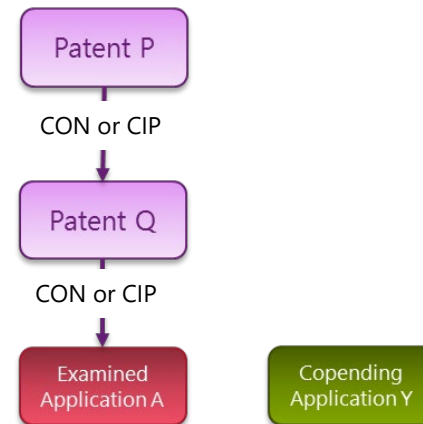 Patent P
CON or CIP
Patent Q
CON or CIP
Examined
Application A
Copending
Application Y